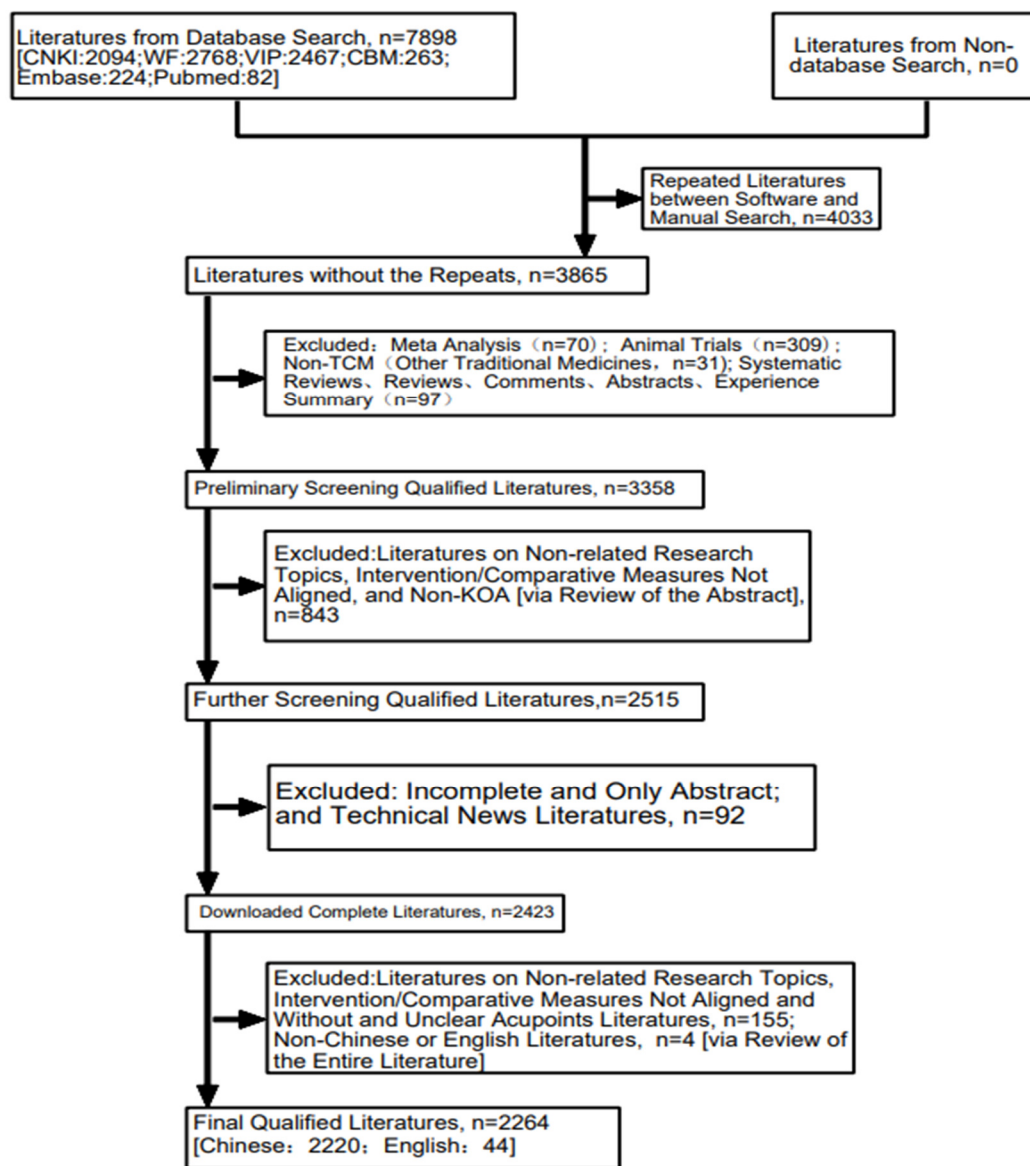 Literatures from Database Search, n=7898
[CNKI:2094;WF:2768;VIP:2467;CBM:263;
Embase:224;Pubmed:82]
Literatures from Non-
database Search, n=0
Repeated Literatures
between Software and
Manual Search, n=4033
Literatures without the Repeats, n=3865
Excluded：Meta Analysis（n=70）；Animal Trials（n=309）；
Non-TCM（Other Traditional Medicines，n=31); Systematic
Reviews、Reviews、Comments、Abstracts、Experience
Summary（n=97）
Preliminary Screening Qualified Literatures, n=3358
Excluded:Literatures on Non-related Research
Topics, Intervention/Comparative Measures Not
Aligned, and Non-KOA [via Review of the Abstract],
n=843
Further Screening Qualified Literatures,n=2515
Excluded: Incomplete and Only Abstract;
and Technical News Literatures, n=92
Downloaded Complete Literatures, n=2423
Excluded:Literatures on Non-related Research Topics,
Intervention/Comparative Measures Not Aligned and
Without and Unclear Acupoints Literatures, n=155;
Non-Chinese or English Literatures, n=4 [via Review of
the Entire Literature]
Final Qualified Literatures, n=2264
[Chinese：2220；English：44]